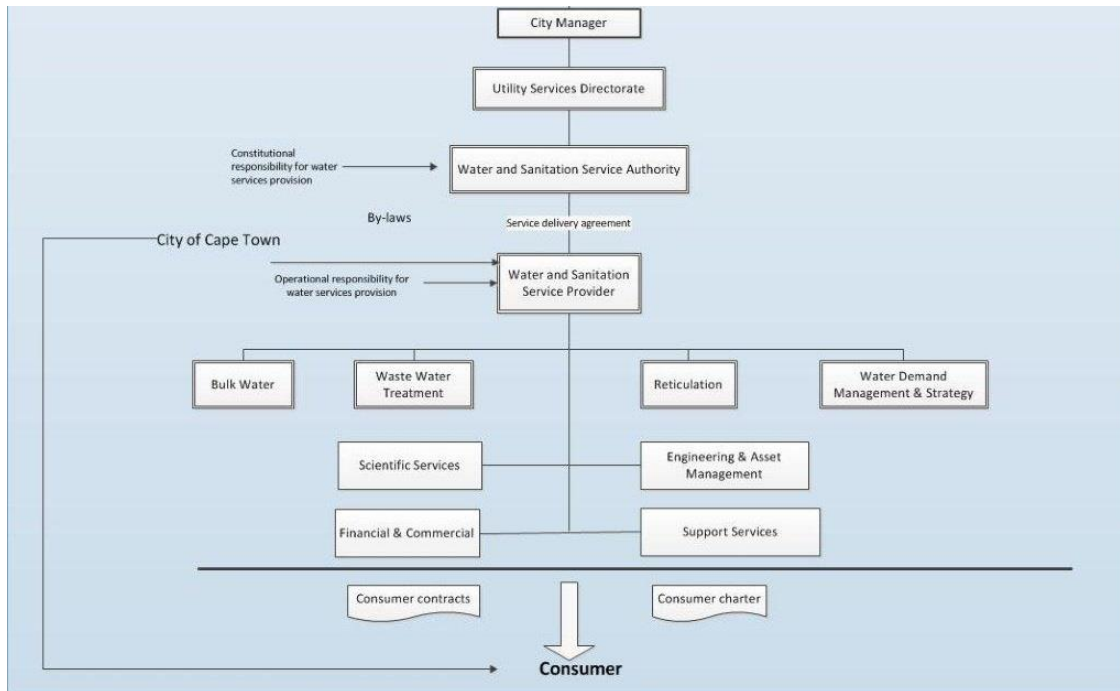 City Manager
Utility Services Directorate
Constitutional
responsibility for water
services provision
Water and Sanitation Service Authority
By-laws
Service delivery agreement
City of Cape Town
Operational responsibility for
water services provision
Water and Sanitation
Service Provider
Bulk Water
Waste Water
Treatment
Reticulation
Water Demand
Management & Strategy
Scientific Services
Engineering & Asset
Management
Financial & Commercial
Support Services
Consumer contracts
Consumer charter
Consumer